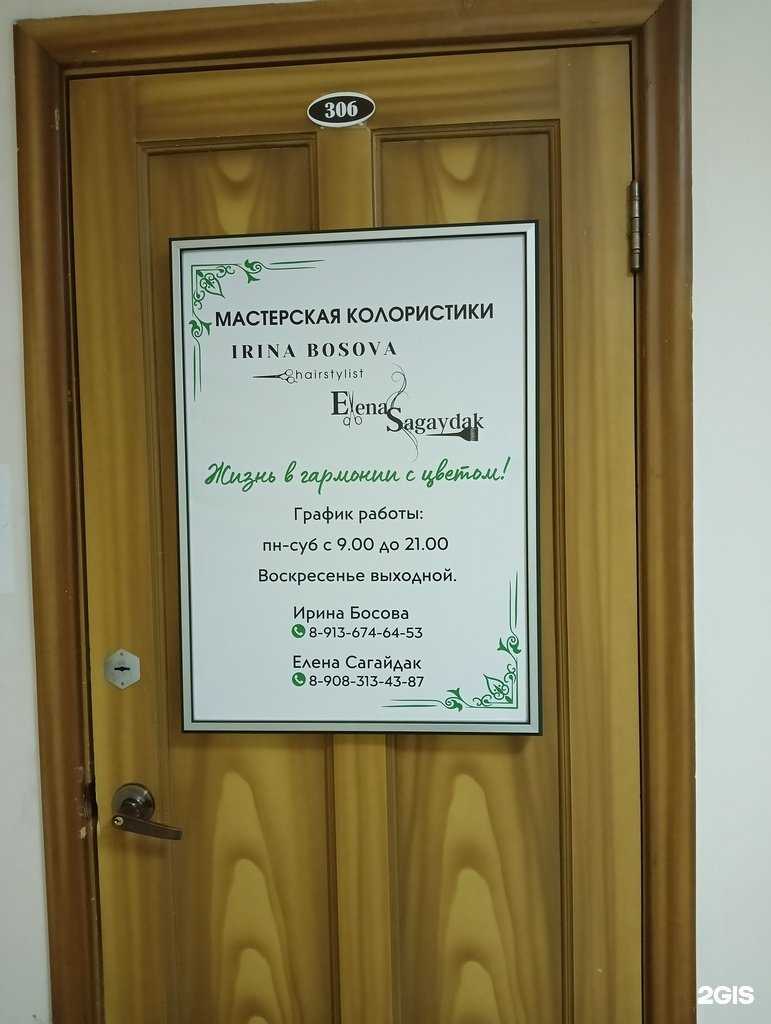 306
МАСТЕРСКАЯ КОЛОРИСТИКИ
IRINA BOSOVA
hairstylist
Elena
Sagaydak
Жизнь в гармонии с цветом!
График работы:
пн-суб с 9.00 до 21.00
Воскресенье выходной.
Ирина Босова
8-913-674-64-53
Елена Сагайдак
8-908-313-43-87
2GIS